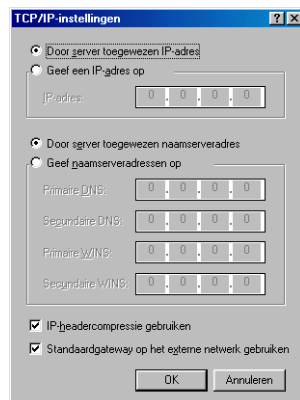 TCP/IP-instellingen
Door server toegewezen IP-adres
Geef een IP-adres op
IP-adres: 0 . 0 . 0 . 0
Door server toegewezen naamserveradres
Geef naamserveradressen op
Primaire DNS: 0 . 0 . 0 . 0
Secundaire DNS: 0 . 0 . 0 . 0
Primaire WINS: 0 . 0 . 0 . 0
Secundaire WINS: 0 . 0 . 0 . 0
IP-headercompressie gebruiken
Standaardgateway op het externe netwerk gebruiken
OK Annuleren